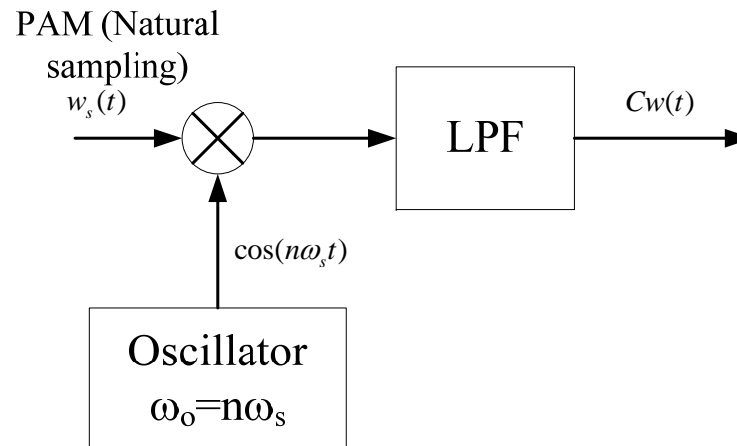 PAM (Natural
sampling)
w_s(t)
LPF
Cw(t)
cos(nω_s t)
Oscillator
ω_o=nω_s